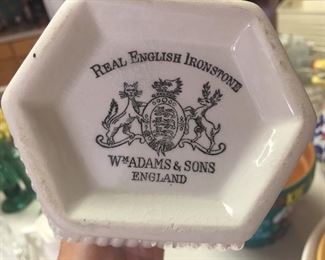 REAL ENGLISH IRONSTONE
Wm ADAMS & SONS
ENGLAND